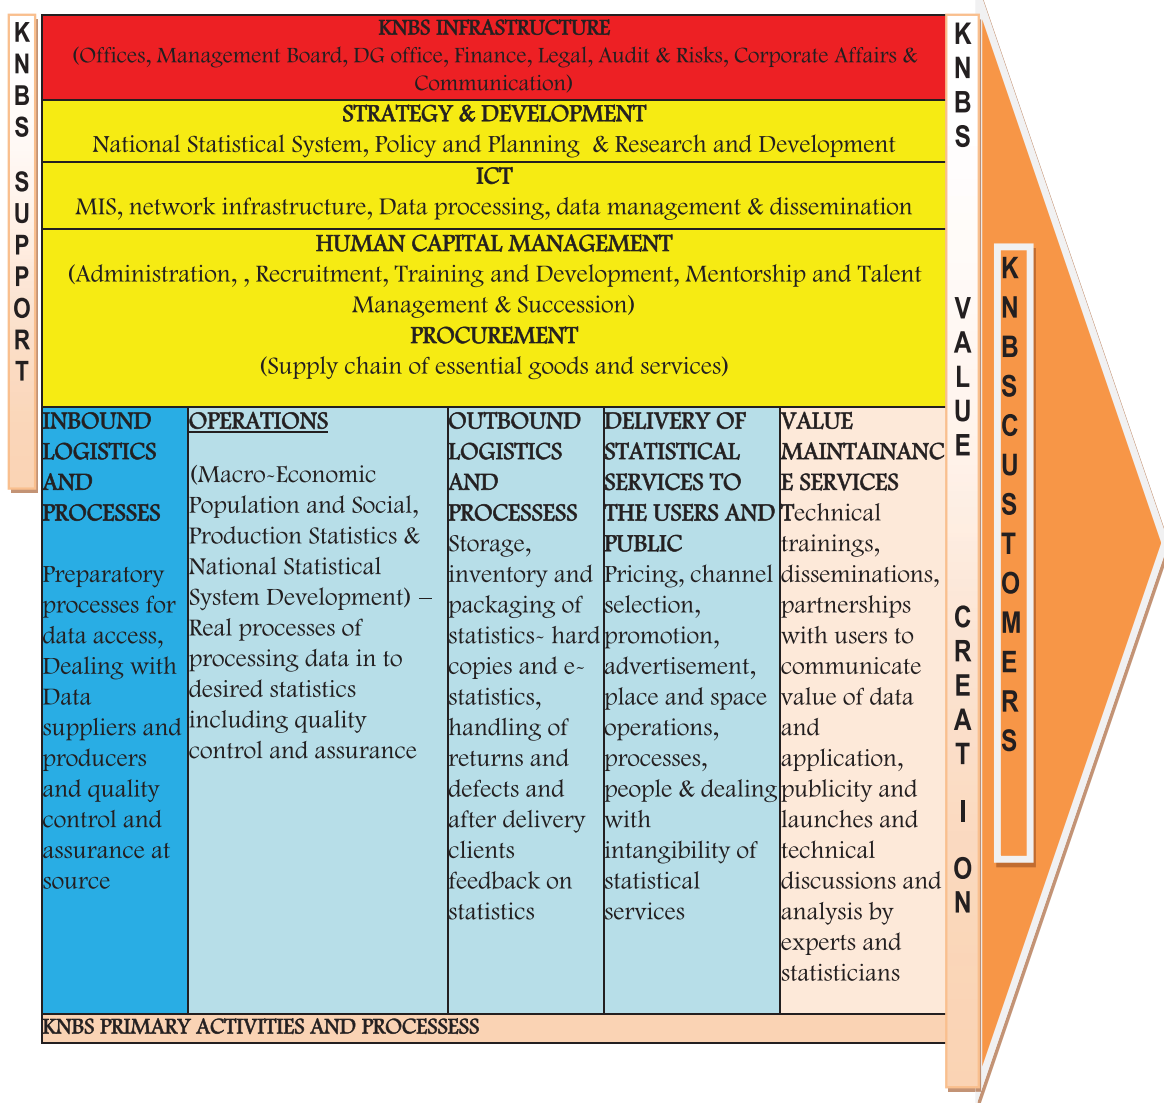 KNBS SUPPORT
KNBS INFRASTRUCTURE
(Offices, Management Board, DG office, Finance, Legal, Audit & Risks, Corporate Affairs &
Communication)
STRATEGY & DEVELOPMENT
National Statistical System, Policy and Planning & Research and Development
ICT
MIS, network infrastructure, Data processing, data management & dissemination
HUMAN CAPITAL MANAGEMENT
(Administration, , Recruitment, Training and Development, Mentorship and Talent
Management & Succession)
PROCUREMENT
(Supply chain of essential goods and services)
INBOUND
LOGISTICS
AND
PROCESSES
Preparatory
processes for
data access,
Dealing with
Data
suppliers and
producers
and quality
control and
assurance at
source
OPERATIONS
(Macro-Economic
Population and Social,
Production Statistics &
National Statistical
System Development) –
Real processes of
processing data in to
desired statistics
including quality
control and assurance
OUTBOUND
LOGISTICS
AND
PROCESSESS
Storage,
inventory and
packaging of
statistics- hard
copies and e-
statistics,
handling of
returns and
defects and
after delivery
clients
feedback on
statistics
DELIVERY OF
STATISTICAL
SERVICES TO
THE USERS AND
PUBLIC
Pricing, channel
selection,
promotion,
advertisement,
place and space
operations,
processes,
people & dealing
with
intangibility of
statistical
services
VALUE
MAINTAINANC
E SERVICES
Technical
trainings,
disseminations,
partnerships
with users to
communicate
value of data
and
application,
publicity and
launches and
technical
discussions and
analysis by
experts and
statisticians
KNBS PRIMARY ACTIVITIES AND PROCESSESS
KNBS VALUE CREAT I ON
KNBSCUSTOMERS